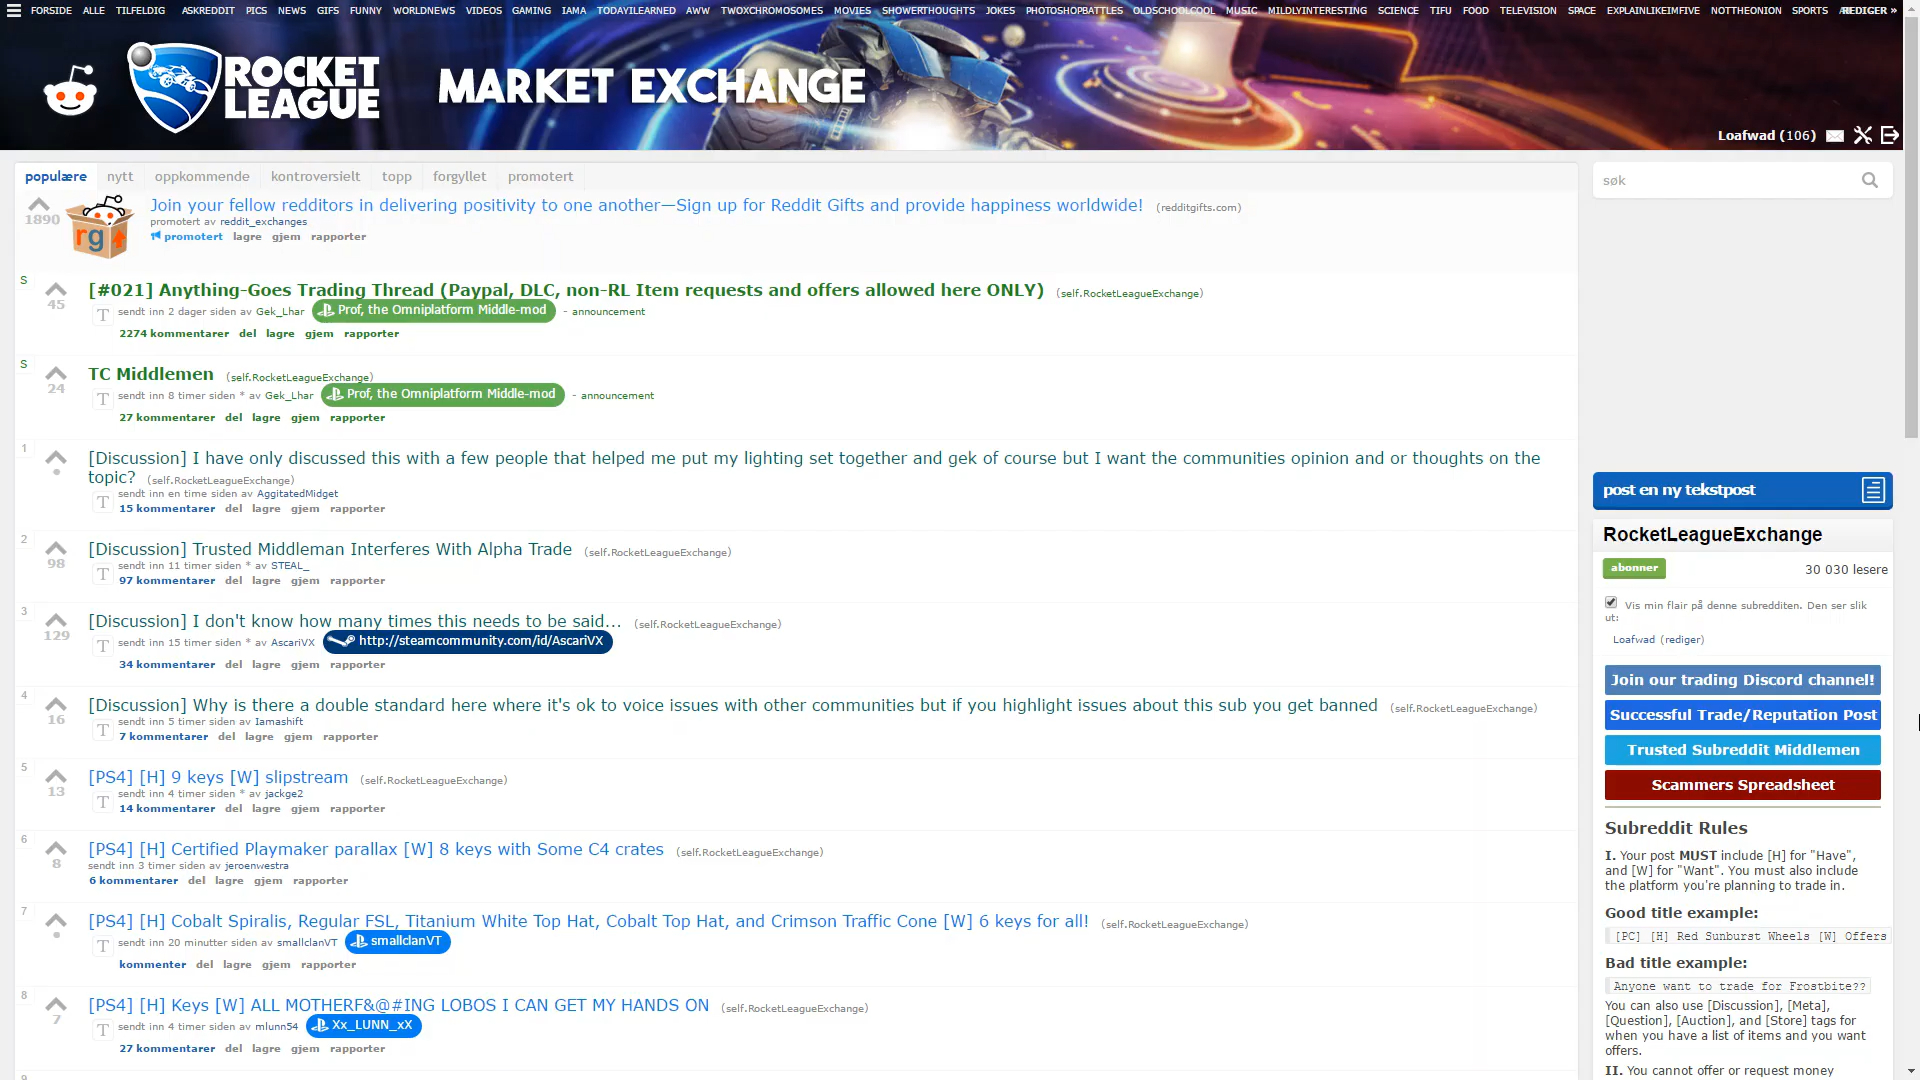 FORSIDE ALLE TILFELDIG ASKREDDIT PICS NEWS GIFS FUNNY WORLDNEWS VIDEOS GAMING IAMA TODAYILEARNED AWW TWOXCHROMOSOMES MOVIES SHOWERTHOUGHTS JOKES PHOTOSHOPBATTLES OLDSCHOOLCOOL MUSIC MILDLYINTERESTING SCIENCE TIFU FOOD TELEVISION SPACE EXPLAINLIKEIMFIVE NOTTHEONION SPORTS REDIGER »
ROCKET
LEAGUE
MARKET EXCHANGE
Loafwad (106)
populære nytt oppkommende kontroversielt topp forgyllet promotert
1890
rg
Join your fellow redditors in delivering positivity to one another—Sign up for Reddit Gifts and provide happiness worldwide! (redditgifts.com)
promotert av reddit_exchanges
promotert lagre gjem rapporter
S
45
[#021] Anything-Goes Trading Thread (Paypal, DLC, non-RL Item requests and offers allowed here ONLY) (self.RocketLeagueExchange)
T sendt inn 2 dager siden av Gek_Lhar Prof, the Omniplatform Middle-mod - announcement
2274 kommentarer del lagre gjem rapporter
S
24
TC Middlemen (self.RocketLeagueExchange)
T sendt inn 8 timer siden * av Gek_Lhar Prof, the Omniplatform Middle-mod - announcement
27 kommentarer del lagre gjem rapporter
1
•
[Discussion] I have only discussed this with a few people that helped me put my lighting set together and gek of course but I want the communities opinion and or thoughts on the
topic? (self.RocketLeagueExchange)
T sendt inn en time siden av AggitatedMidget
15 kommentarer del lagre gjem rapporter
2
98
[Discussion] Trusted Middleman Interferes With Alpha Trade (self.RocketLeagueExchange)
T sendt inn 11 timer siden * av STEAL_
97 kommentarer del lagre gjem rapporter
3
129
[Discussion] I don't know how many times this needs to be said... (self.RocketLeagueExchange)
T sendt inn 15 timer siden * av AscariVX http://steamcommunity.com/id/AscariVX
34 kommentarer del lagre gjem rapporter
4
16
[Discussion] Why is there a double standard here where it's ok to voice issues with other communities but if you highlight issues about this sub you get banned (self.RocketLeagueExchange)
T sendt inn 5 timer siden av Iamashift
7 kommentarer del lagre gjem rapporter
5
13
[PS4] [H] 9 keys [W] slipstream (self.RocketLeagueExchange)
T sendt inn 4 timer siden * av jackge2
14 kommentarer del lagre gjem rapporter
6
8
[PS4] [H] Certified Playmaker parallax [W] 8 keys with Some C4 crates (self.RocketLeagueExchange)
sendt inn 3 timer siden av jeroenwestra
6 kommentarer del lagre gjem rapporter
7
•
[PS4] [H] Cobalt Spiralis, Regular FSL, Titanium White Top Hat, Cobalt Top Hat, and Crimson Traffic Cone [W] 6 keys for all! (self.RocketLeagueExchange)
T sendt inn 20 minutter siden av smallclanVT smallclanVT
kommenter del lagre gjem rapporter
8
7
[PS4] [H] Keys [W] ALL MOTHERF&@#ING LOBOS I CAN GET MY HANDS ON (self.RocketLeagueExchange)
T sendt inn 4 timer siden av mlunn54 Xx_LUNN_xX
27 kommentarer del lagre gjem rapporter
søk
post en ny tekstpost
RocketLeagueExchange
abonner 30 030 lesere
Vis min flair på denne subredditen. Den ser slik
ut:
Loafwad (rediger)
Join our trading Discord channel!
Successful Trade/Reputation Post
Trusted Subreddit Middlemen
Scammers Spreadsheet
Subreddit Rules
I. Your post MUST include [H] for "Have",
and [W] for "Want". You must also include
the platform you're planning to trade in.
Good title example:
[PC] [H] Red Sunburst Wheels [W] Offers
Bad title example:
Anyone want to trade for Frostbite??
You can also use [Discussion], [Meta],
[Question], [Auction], and [Store] tags for
when you have a list of items and you want
offers.
II. You cannot offer or request money